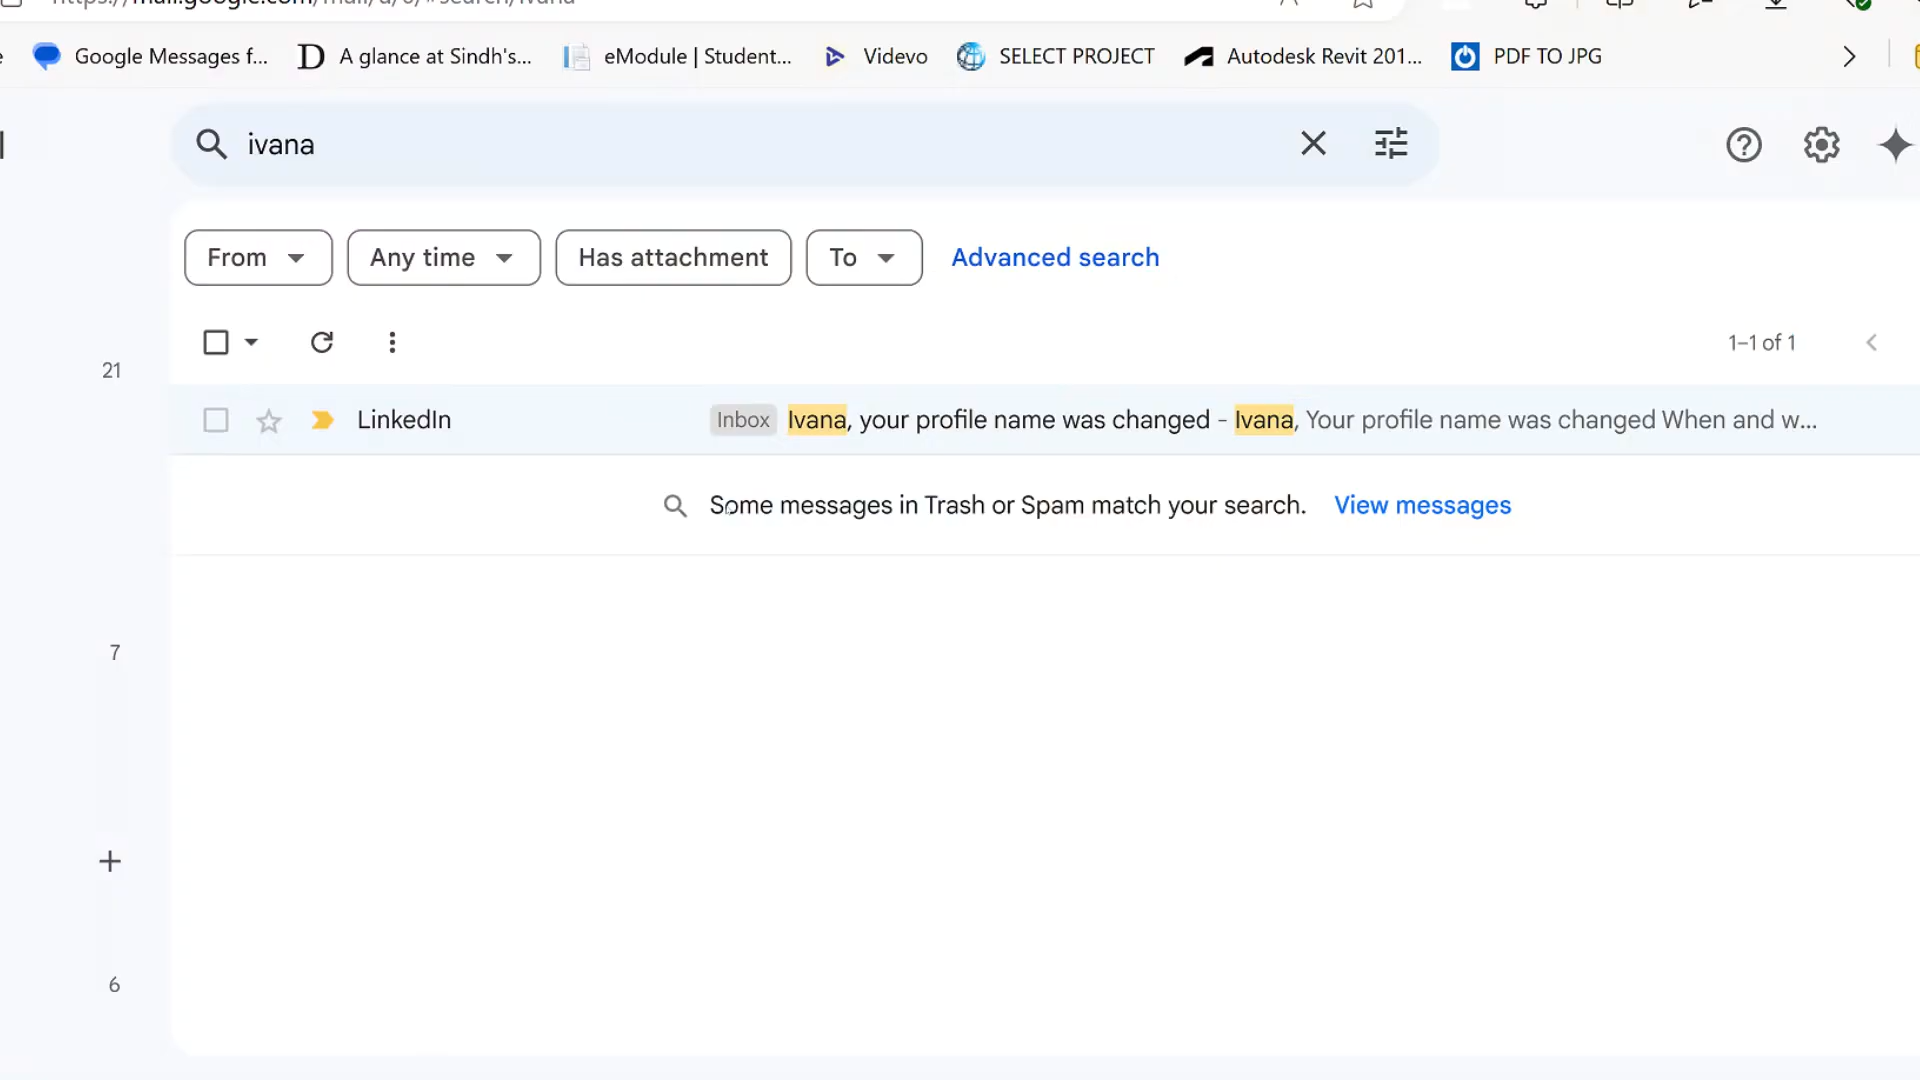 Google Messages f... A glance at Sindh's... eModule | Student... Videvo SELECT PROJECT Autodesk Revit 201... PDF TO JPG
ivana
From Any time Has attachment To Advanced search
1–1 of 1
21
LinkedIn Inbox Ivana, your profile name was changed - Ivana, Your profile name was changed When and w...
Some messages in Trash or Spam match your search. View messages
7
6